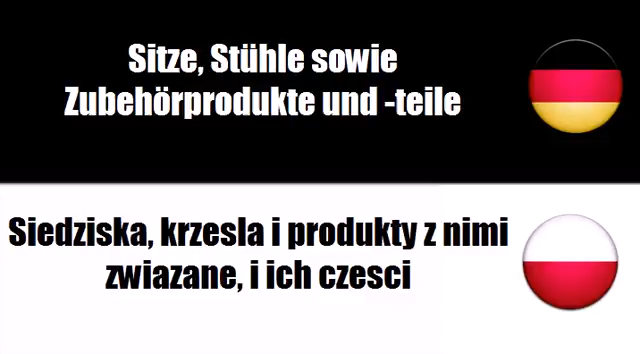 Sitze, Stühle sowie
Zubehörprodukte und -teile
Siedziska, krzesla i produkty z nimi
zwiazane, i ich czesci